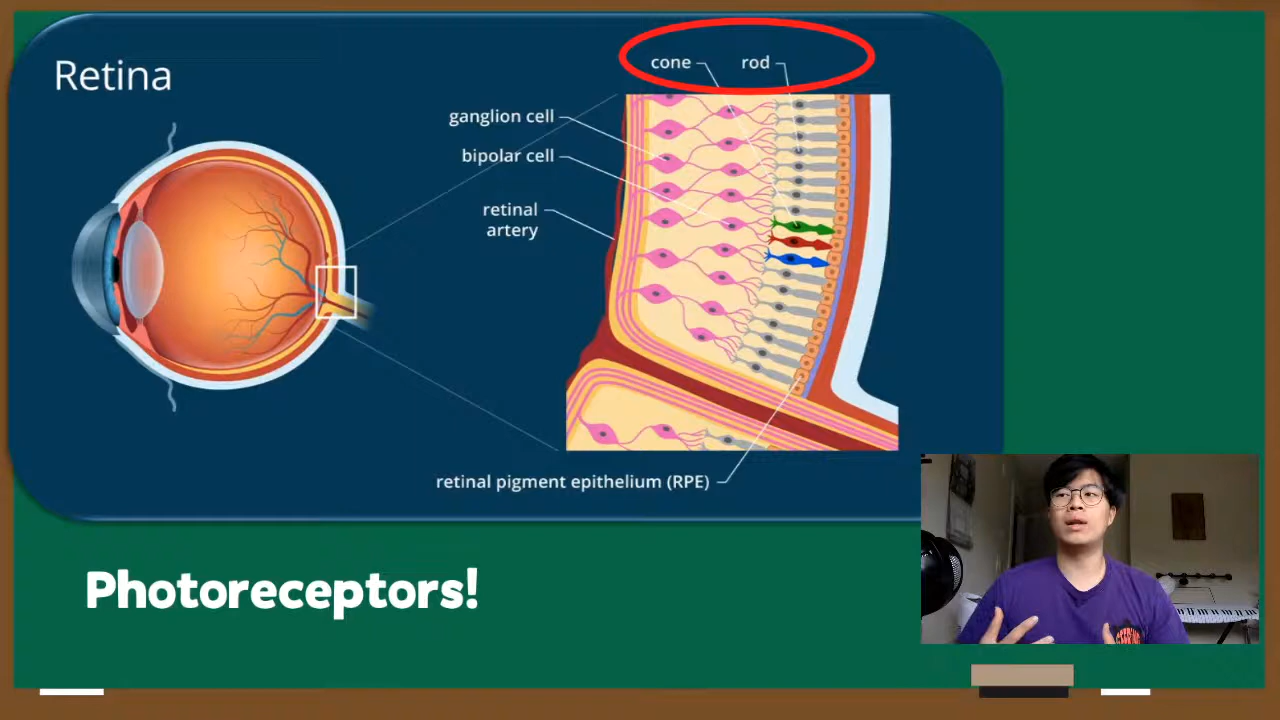 Retina
cone
rod
ganglion cell
bipolar cell
retinal
artery
retinal pigment epithelium (RPE)
Photoreceptors!